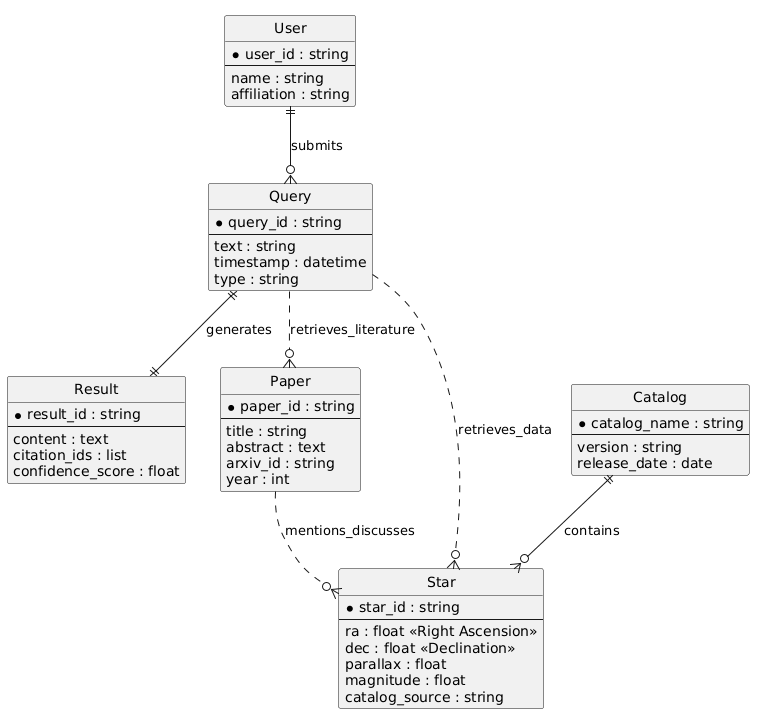 User
* user_id : string
name : string
affiliation : string
submits
Query
* query_id : string
text : string
timestamp : datetime
type : string
generates
retrieves_literature
Result
* result_id : string
content : text
citation_ids : list
confidence_score : float
Paper
* paper_id : string
title : string
abstract : text
arxiv_id : string
year : int
retrieves_data
Catalog
* catalog_name : string
version : string
release_date : date
mentions_discusses
contains
Star
* star_id : string
ra : float «Right Ascension»
dec : float «Declination»
parallax : float
magnitude : float
catalog_source : string